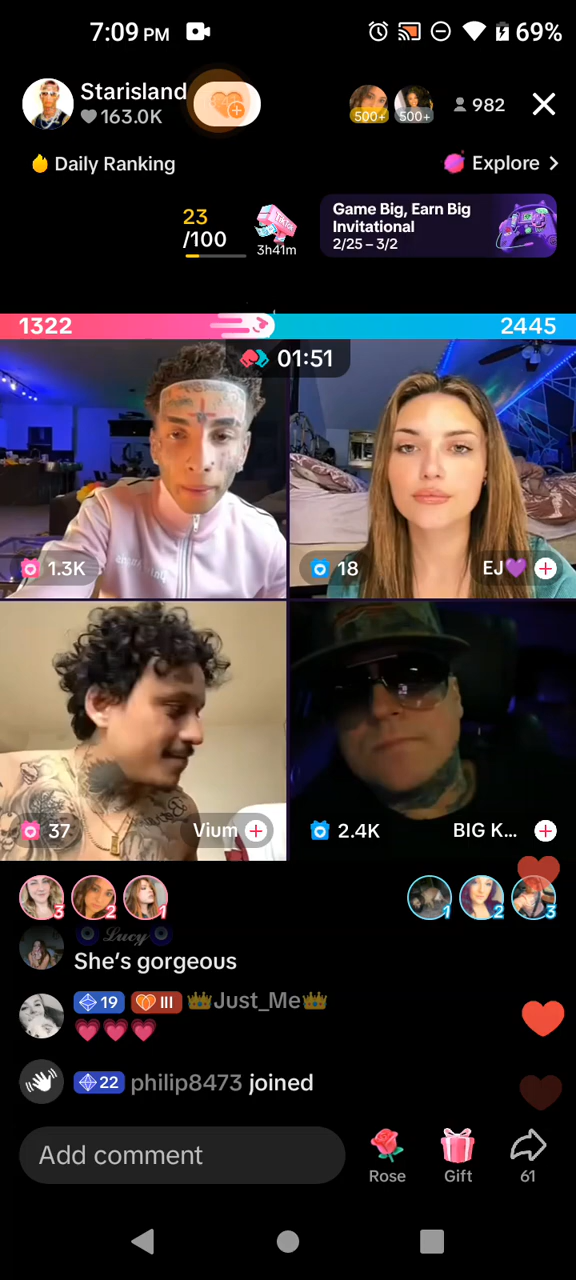 7:09 PM
69%
Starisland
163.0K
500+
500+
982
Daily Ranking
Explore
23
/100
TikTok
3h41m
Game Big, Earn Big
Invitational
2/25 – 3/2
1322
2445
01:51
1.3K
18
EJ💜
37
Vium
2.4K
BIG K...
3
2
1
1
2
3
🧿 𝓛𝓾𝓬𝔂 🧿
She's gorgeous
19
III
👑Just_Me👑
💗💗💗
22
philip8473 joined
Add comment
Rose
Gift
61